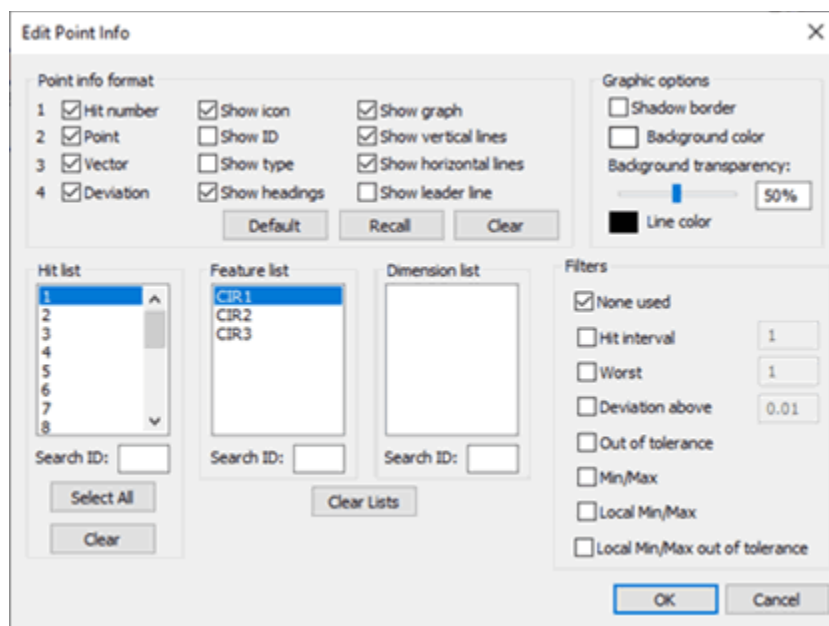 Edit Point Info
Point info format
1 Hit number Show icon Show graph
2 Point Show ID Show vertical lines
3 Vector Show type Show horizontal lines
4 Deviation Show headings Show leader line
Default Recall Clear
Graphic options
Shadow border
Background color
Background transparency:
50%
Line color
Hit list
1
2
3
4
5
6
7
8
Search ID:
Select All
Clear
Feature list
CIR1
CIR2
CIR3
Search ID:
Dimension list
Search ID:
Clear Lists
Filters
None used
Hit interval 1
Worst 1
Deviation above 0.01
Out of tolerance
Min/Max
Local Min/Max
Local Min/Max out of tolerance
OK Cancel